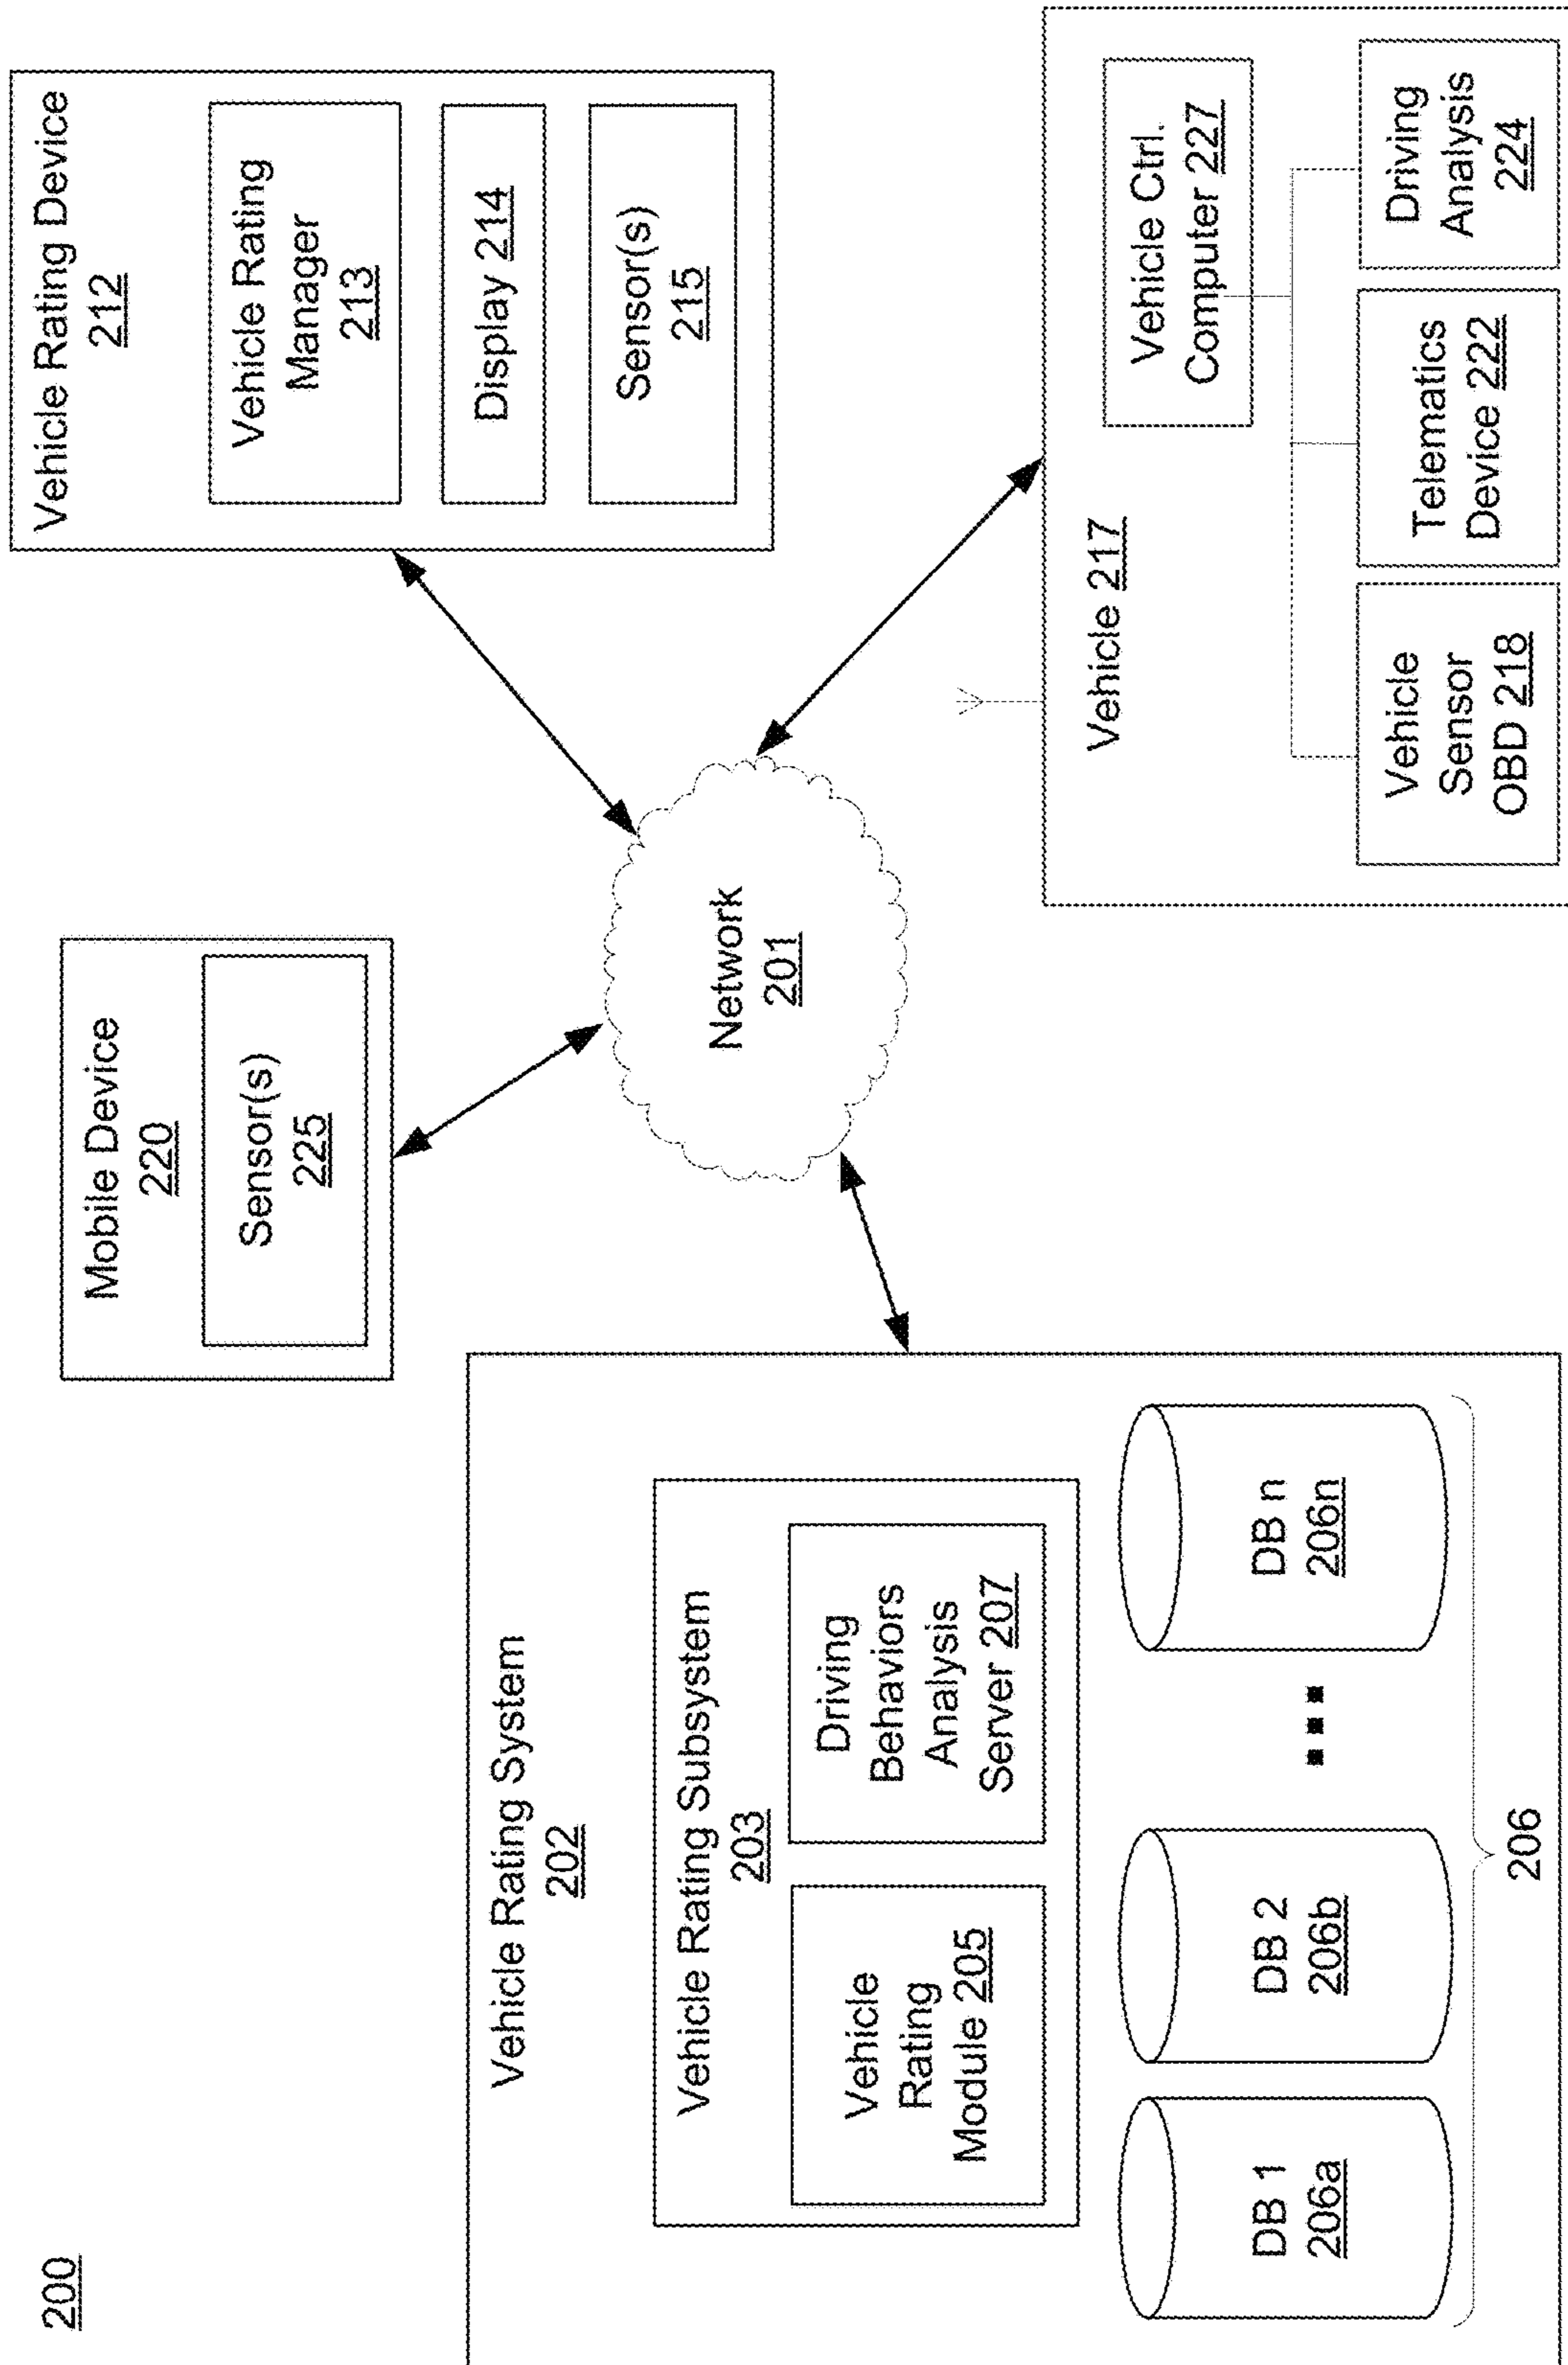 200
Vehicle Rating System
202
Vehicle Rating Subsystem
203
Vehicle
Rating
Module 205
Driving
Behaviors
Analysis
Server 207
DB 1
206a
DB 2
206b
DB n
206n
206
Mobile Device
220
Sensor(s)
225
Network
201
Vehicle Rating Device
212
Vehicle Rating
Manager
213
Display 214
Sensor(s)
215
Vehicle 217
Vehicle Ctrl.
Computer 227
Vehicle
Sensor
OBD 218
Telematics
Device 222
Driving
Analysis
224